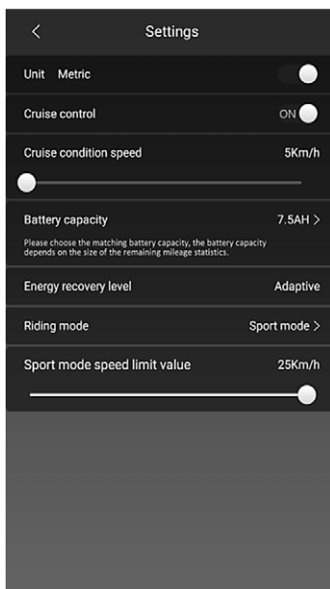 Settings
Unit Metric
Cruise control ON
Cruise condition speed 5Km/h
Battery capacity 7.5AH >
Please choose the matching battery capacity, the battery capacity
depends on the size of the remaining mileage statistics.
Energy recovery level Adaptive
Riding mode Sport mode >
Sport mode speed limit value 25Km/h